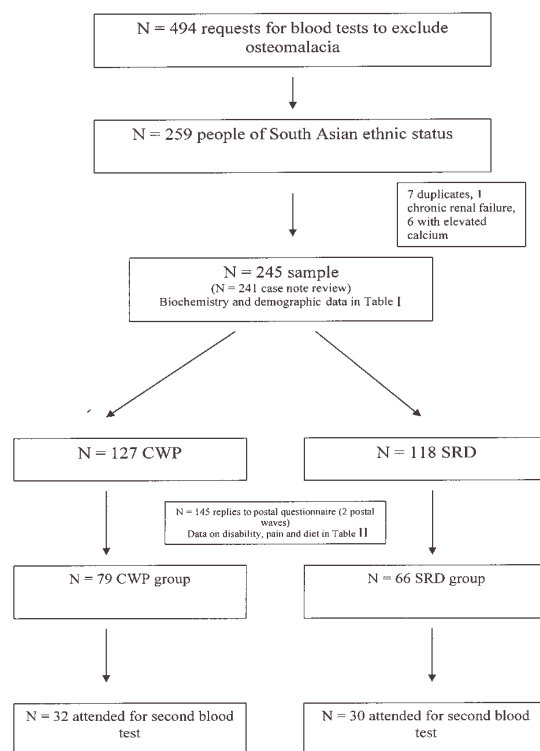 N = 494 requests for blood tests to exclude
osteomalacia
N = 259 people of South Asian ethnic status
7 duplicates, 1
chronic renal failure,
6 with elevated
calcium
N = 245 sample
(N = 241 case note review)
Biochemistry and demographic data in Table I
N = 127 CWP
N = 118 SRD
N = 145 replies to postal questionnaire (2 postal
waves)
Data on disability, pain and diet in Table II
N = 79 CWP group
N = 66 SRD group
N = 32 attended for second blood
test
N = 30 attended for second blood
test